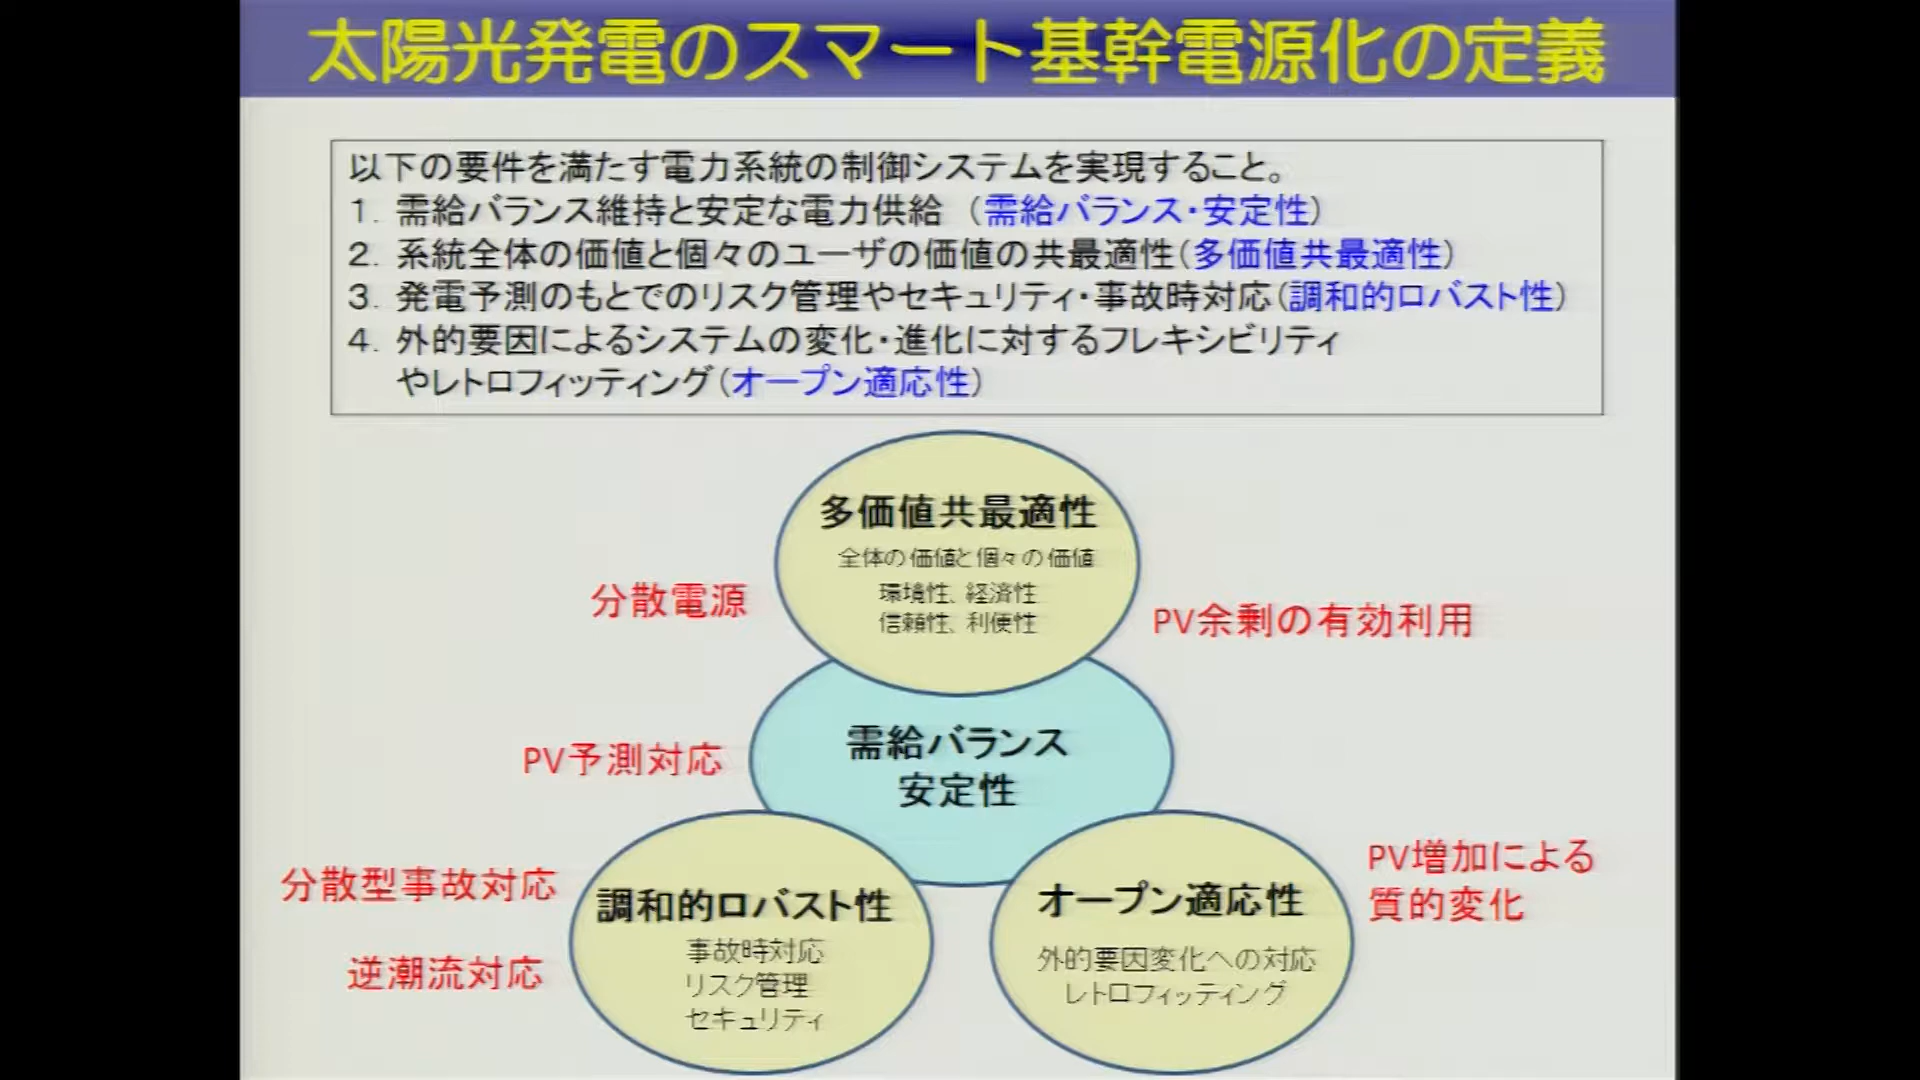 太陽光発電のスマート基幹電源化の定義
以下の要件を満たす電力系統の制御システムを実現すること。
1. 需給バランス維持と安定な電力供給 （需給バランス・安定性）
2. 系統全体の価値と個々のユーザの価値の共最適性（多価値共最適性）
3. 発電予測のもとでのリスク管理やセキュリティ・事故時対応（調和的ロバスト性）
4. 外的要因によるシステムの変化・進化に対するフレキシビリティ
やレトロフィッティング（オープン適応性）
多価値共最適性
全体の価値と個々の価値
環境性、経済性
信頼性、利便性
分散電源
PV余剰の有効利用
需給バランス
安定性
PV予測対応
分散型事故対応
逆潮流対応
調和的ロバスト性
事故時対応
リスク管理
セキュリティ
オープン適応性
外的要因変化への対応
レトロフィッティング
PV増加による
質的変化